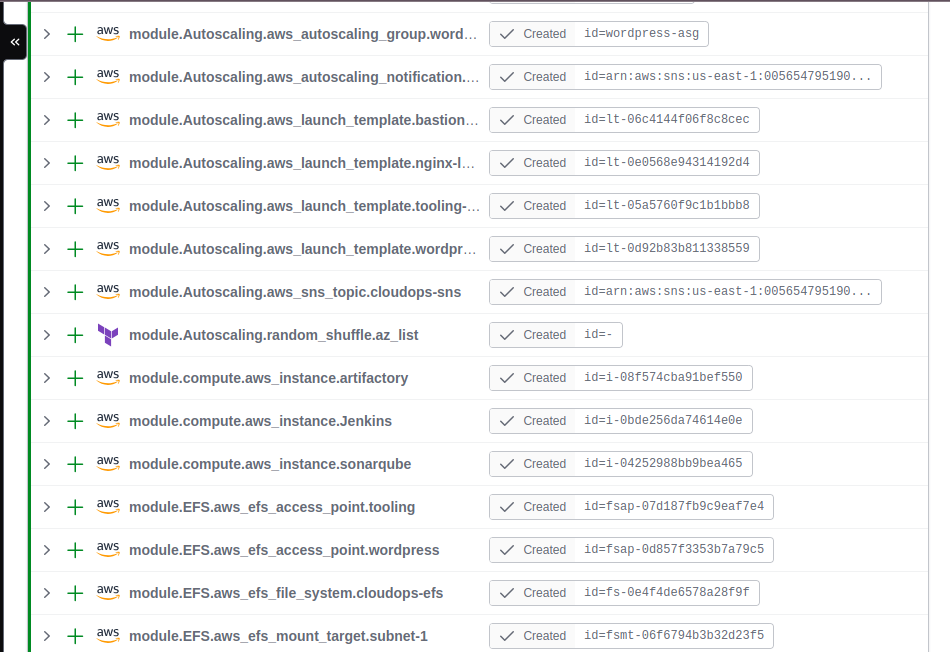 «
aws module.Autoscaling.aws_autoscaling_group.word... Created id=wordpress-asg
aws module.Autoscaling.aws_autoscaling_notification.... Created id=arn:aws:sns:us-east-1:005654795190...
aws module.Autoscaling.aws_launch_template.bastion... Created id=lt-06c4144f06f8c8cec
aws module.Autoscaling.aws_launch_template.nginx-l... Created id=lt-0e0568e94314192d4
aws module.Autoscaling.aws_launch_template.tooling-... Created id=lt-05a5760f9c1b1bbb8
aws module.Autoscaling.aws_launch_template.wordpr... Created id=lt-0d92b83b811338559
aws module.Autoscaling.aws_sns_topic.cloudops-sns Created id=arn:aws:sns:us-east-1:005654795190...
module.Autoscaling.random_shuffle.az_list Created id=-
aws module.compute.aws_instance.artifactory Created id=i-08f574cba91bef550
aws module.compute.aws_instance.Jenkins Created id=i-0bde256da74614e0e
aws module.compute.aws_instance.sonarqube Created id=i-04252988bb9bea465
aws module.EFS.aws_efs_access_point.tooling Created id=fsap-07d187fb9c9eaf7e4
aws module.EFS.aws_efs_access_point.wordpress Created id=fsap-0d857f3353b7a79c5
aws module.EFS.aws_efs_file_system.cloudops-efs Created id=fs-0e4f4de6578a28f9f
aws module.EFS.aws_efs_mount_target.subnet-1 Created id=fsmt-06f6794b3b32d23f5